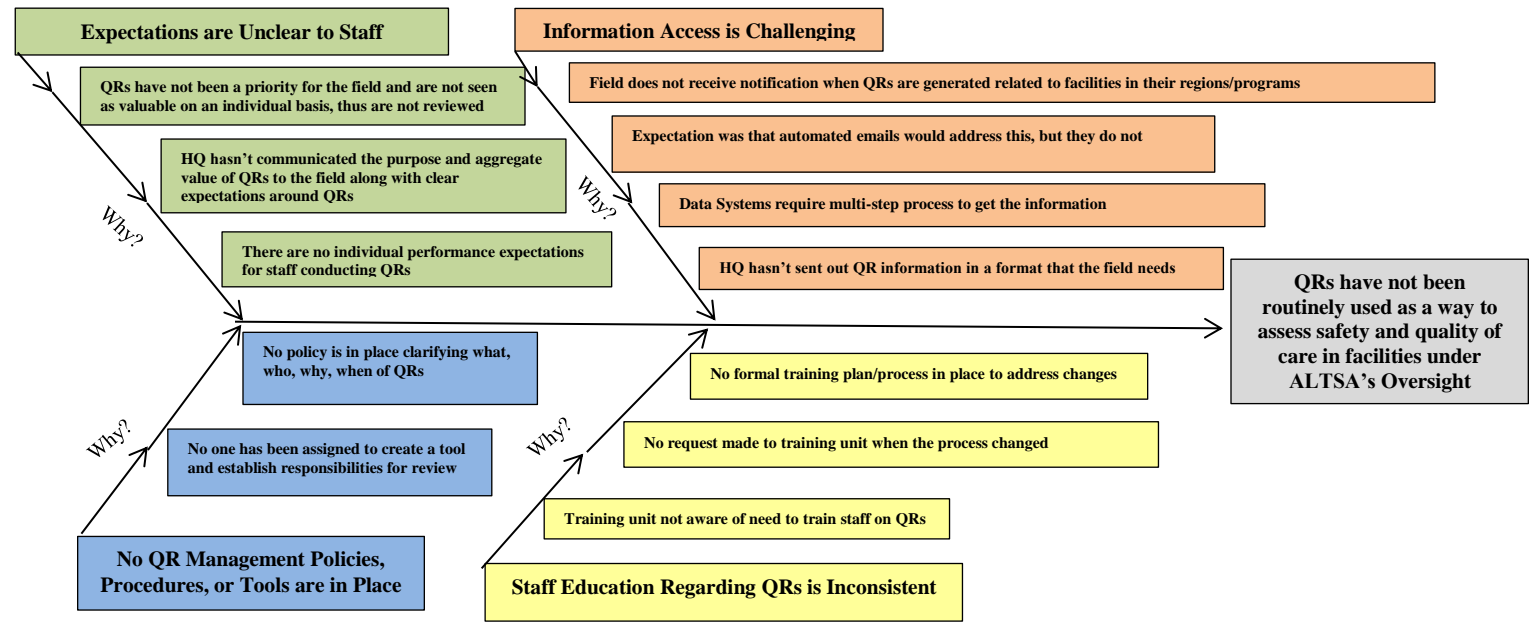 Expectations are Unclear to Staff
QRs have not been a priority for the field and are not seen
as valuable on an individual basis, thus are not reviewed
HQ hasn’t communicated the purpose and aggregate
value of QRs to the field along with clear
expectations around QRs
Why?
There are no individual performance expectations
for staff conducting QRs
Information Access is Challenging
Field does not receive notification when QRs are generated related to facilities in their regions/programs
Expectation was that automated emails would address this, but they do not
Why?
Data Systems require multi-step process to get the information
HQ hasn’t sent out QR information in a format that the field needs
QRs have not been
routinely used as a way to
assess safety and quality of
care in facilities under
ALTSA’s Oversight
No policy is in place clarifying what,
who, why, when of QRs
Why?
No one has been assigned to create a tool
and establish responsibilities for review
No QR Management Policies,
Procedures, or Tools are in Place
No formal training plan/process in place to address changes
Why?
No request made to training unit when the process changed
Training unit not aware of need to train staff on QRs
Staff Education Regarding QRs is Inconsistent